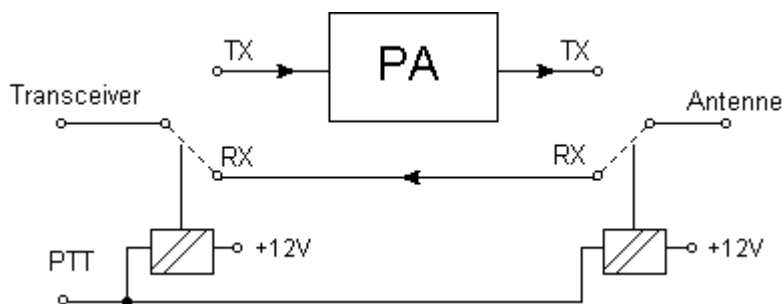 TX
PA
TX
Transceiver
Antenne
RX
RX
PTT
+12V
+12V